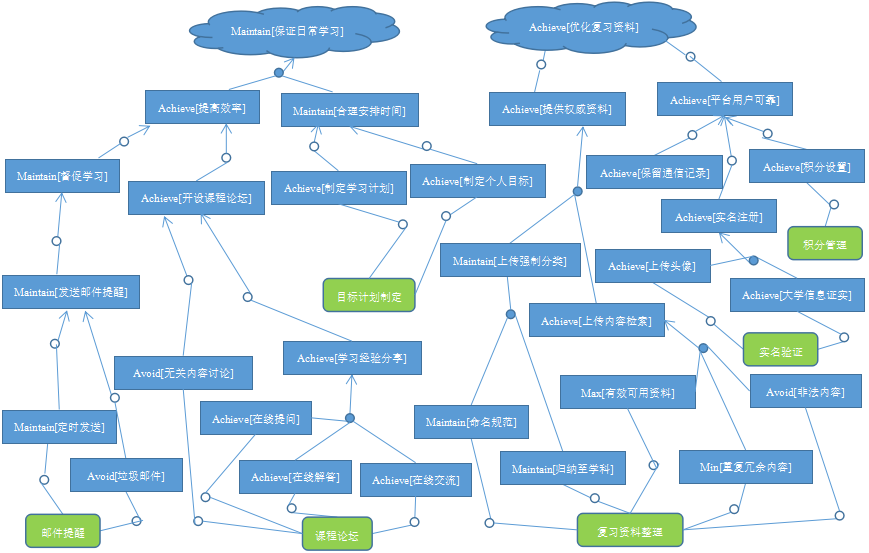 Maintain[保证日常学习]
Achieve[优化复习资料]
Achieve[提高效率]
Maintain[合理安排时间]
Achieve[提供权威资料]
Achieve[平台用户可靠]
Maintain[督促学习]
Achieve[开设课程论坛]
Achieve[制定学习计划]
Achieve[制定个人目标]
Achieve[保留通信记录]
Achieve[积分设置]
Achieve[实名注册]
积分管理
Maintain[发送邮件提醒]
目标计划制定
Maintain[上传强制分类]
Achieve[上传头像]
Achieve[大学信息证实]
Achieve[上传内容检索]
实名验证
Avoid[无关内容讨论]
Achieve[学习经验分享]
Max[有效可用资料]
Avoid[非法内容]
Maintain[定时发送]
Achieve[在线提问]
Maintain[命名规范]
Avoid[垃圾邮件]
Achieve[在线解答]
Achieve[在线交流]
Maintain[归纳至学科]
Min[重复冗余内容]
邮件提醒
课程论坛
复习资料整理